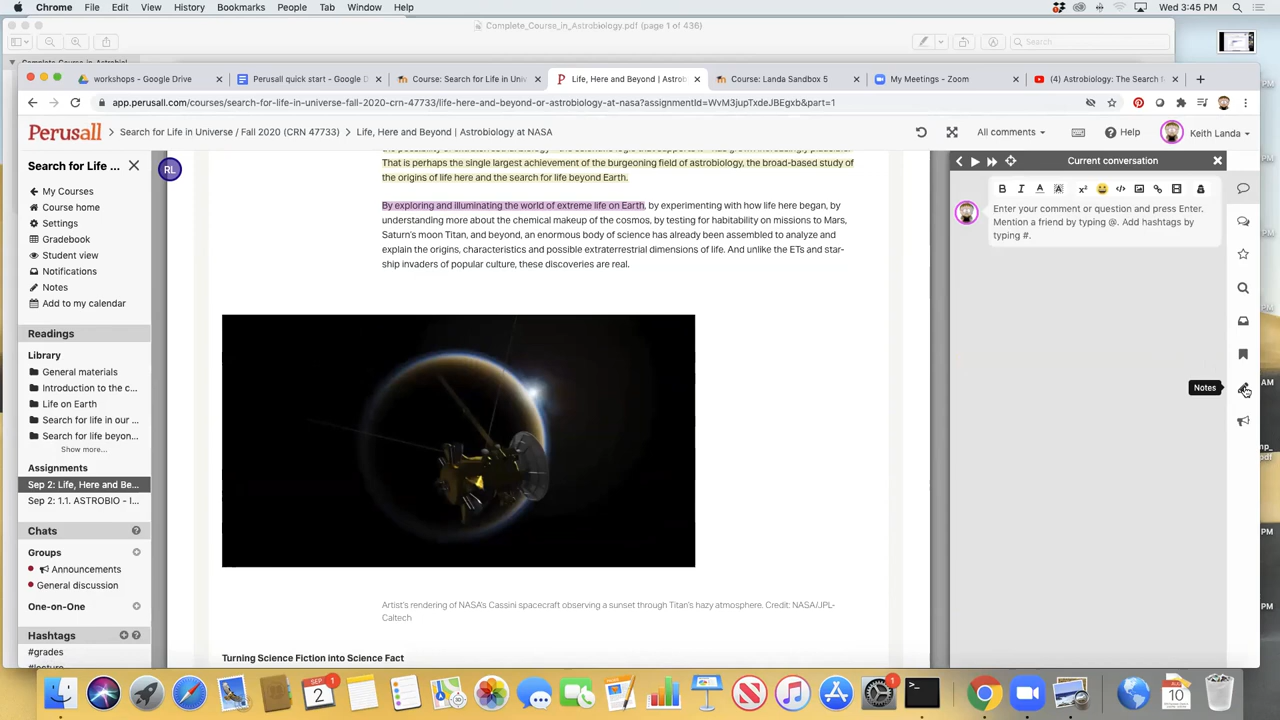 Chrome File Edit View History Bookmarks People Tab Window Help
Wed 3:45 PM
Complete_Course_in_Astrobiology.pdf (page 1 of 436)
Search
workshops - Google Drive
Perusall quick start - Google D
Course: Search for Life in Univ
Life, Here and Beyond | Astrob
Course: Landa Sandbox 5
My Meetings - Zoom
(4) Astrobiology: The Search f
app.perusall.com/courses/search-for-life-in-universe-fall-2020-crn-47733/life-here-and-beyond-or-astrobiology-at-nasa?assignmentId=WvM3jupTxdeJBEgxb&part=1
Perusall
Search for Life in Universe / Fall 2020 (CRN 47733)
Life, Here and Beyond | Astrobiology at NASA
All comments
Help
Keith Landa
Search for Life ...
My Courses
Course home
Settings
Gradebook
Student view
Notifications
Notes
Add to my calendar
Readings
Library
General materials
Introduction to the c...
Life on Earth
Search for life in our ...
Search for life beyon...
Show more...
Assignments
Sep 2: Life, Here and Be...
Sep 2: 1.1. ASTROBIO - I...
Chats
Groups
Announcements
General discussion
One-on-One
Hashtags
#grades
#lecture
RL
That is perhaps the single largest achievement of the burgeoning field of astrobiology, the broad-based study
of the origins of life here and the search for life beyond Earth.
By exploring and illuminating the world of extreme life on Earth, by experimenting with how life here began, by
understanding more about the chemical makeup of the cosmos, by testing for habitability on missions to Mars,
Saturn's moon Titan, and beyond, an enormous body of science has already been assembled to analyze and
explain the origins, characteristics and possible extraterrestrial dimensions of life. And unlike the ETs and star-
ship invaders of popular culture, these discoveries are real.
Artist's rendering of NASA's Cassini spacecraft observing a sunset through Titan's hazy atmosphere. Credit: NASA/JPL-
Caltech
Turning Science Fiction into Science Fact
Current conversation
Enter your comment or question and press Enter.
Mention a friend by typing @. Add hashtags by
typing #.
Notes
AM
PM
PM
PM
SEP
2
10